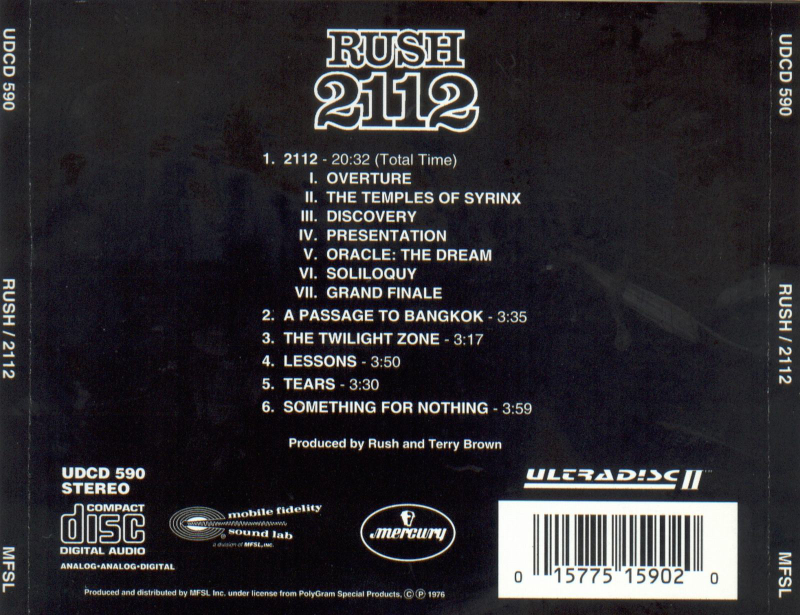 RUSH
2112
1. 2112 - 20:32 (Total Time)
I. OVERTURE
II. THE TEMPLES OF SYRINX
III. DISCOVERY
IV. PRESENTATION
V. ORACLE: THE DREAM
VI. SOLILOQUY
VII. GRAND FINALE
2. A PASSAGE TO BANGKOK - 3:35
3. THE TWILIGHT ZONE - 3:17
4. LESSONS - 3:50
5. TEARS - 3:30
6. SOMETHING FOR NOTHING - 3:59
Produced by Rush and Terry Brown
UDCD 590
STEREO
COMPACT
disc
DIGITAL AUDIO
ANALOG•ANALOG•DIGITAL
mobile fidelity
sound lab
a division of MFSL, INC.
mercury
ULTRADISC II
0 15775 15902 0
Produced and distributed by MFSL Inc. under license from PolyGram Special Products, Ⓒ Ⓟ 1976
UDCD 590
RUSH / 2112
MFSL
UDCD 590
RUSH / 2112
MFSL